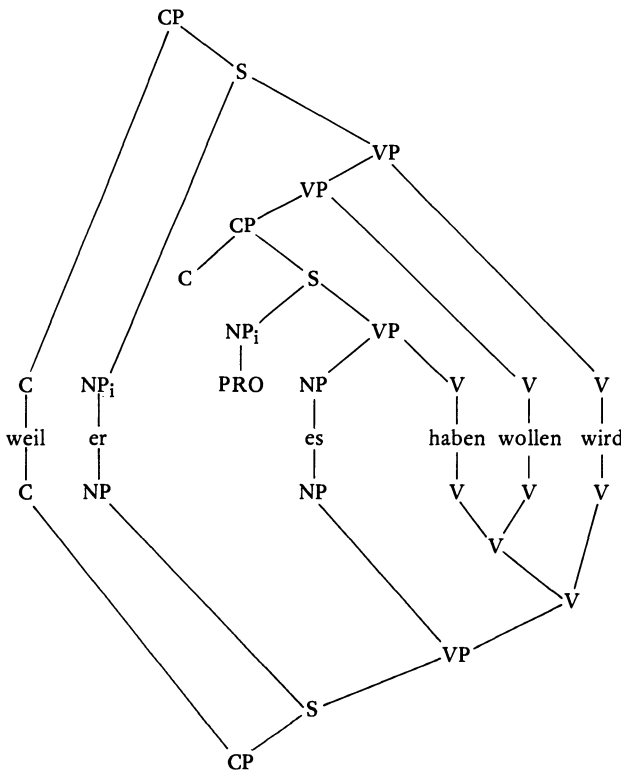 CP
S
VP
VP
CP
C S
NPi VP
C NPi PRO NP V V V
weil er es haben wollen wird
C NP NP V V V
V
V
VP
S
CP